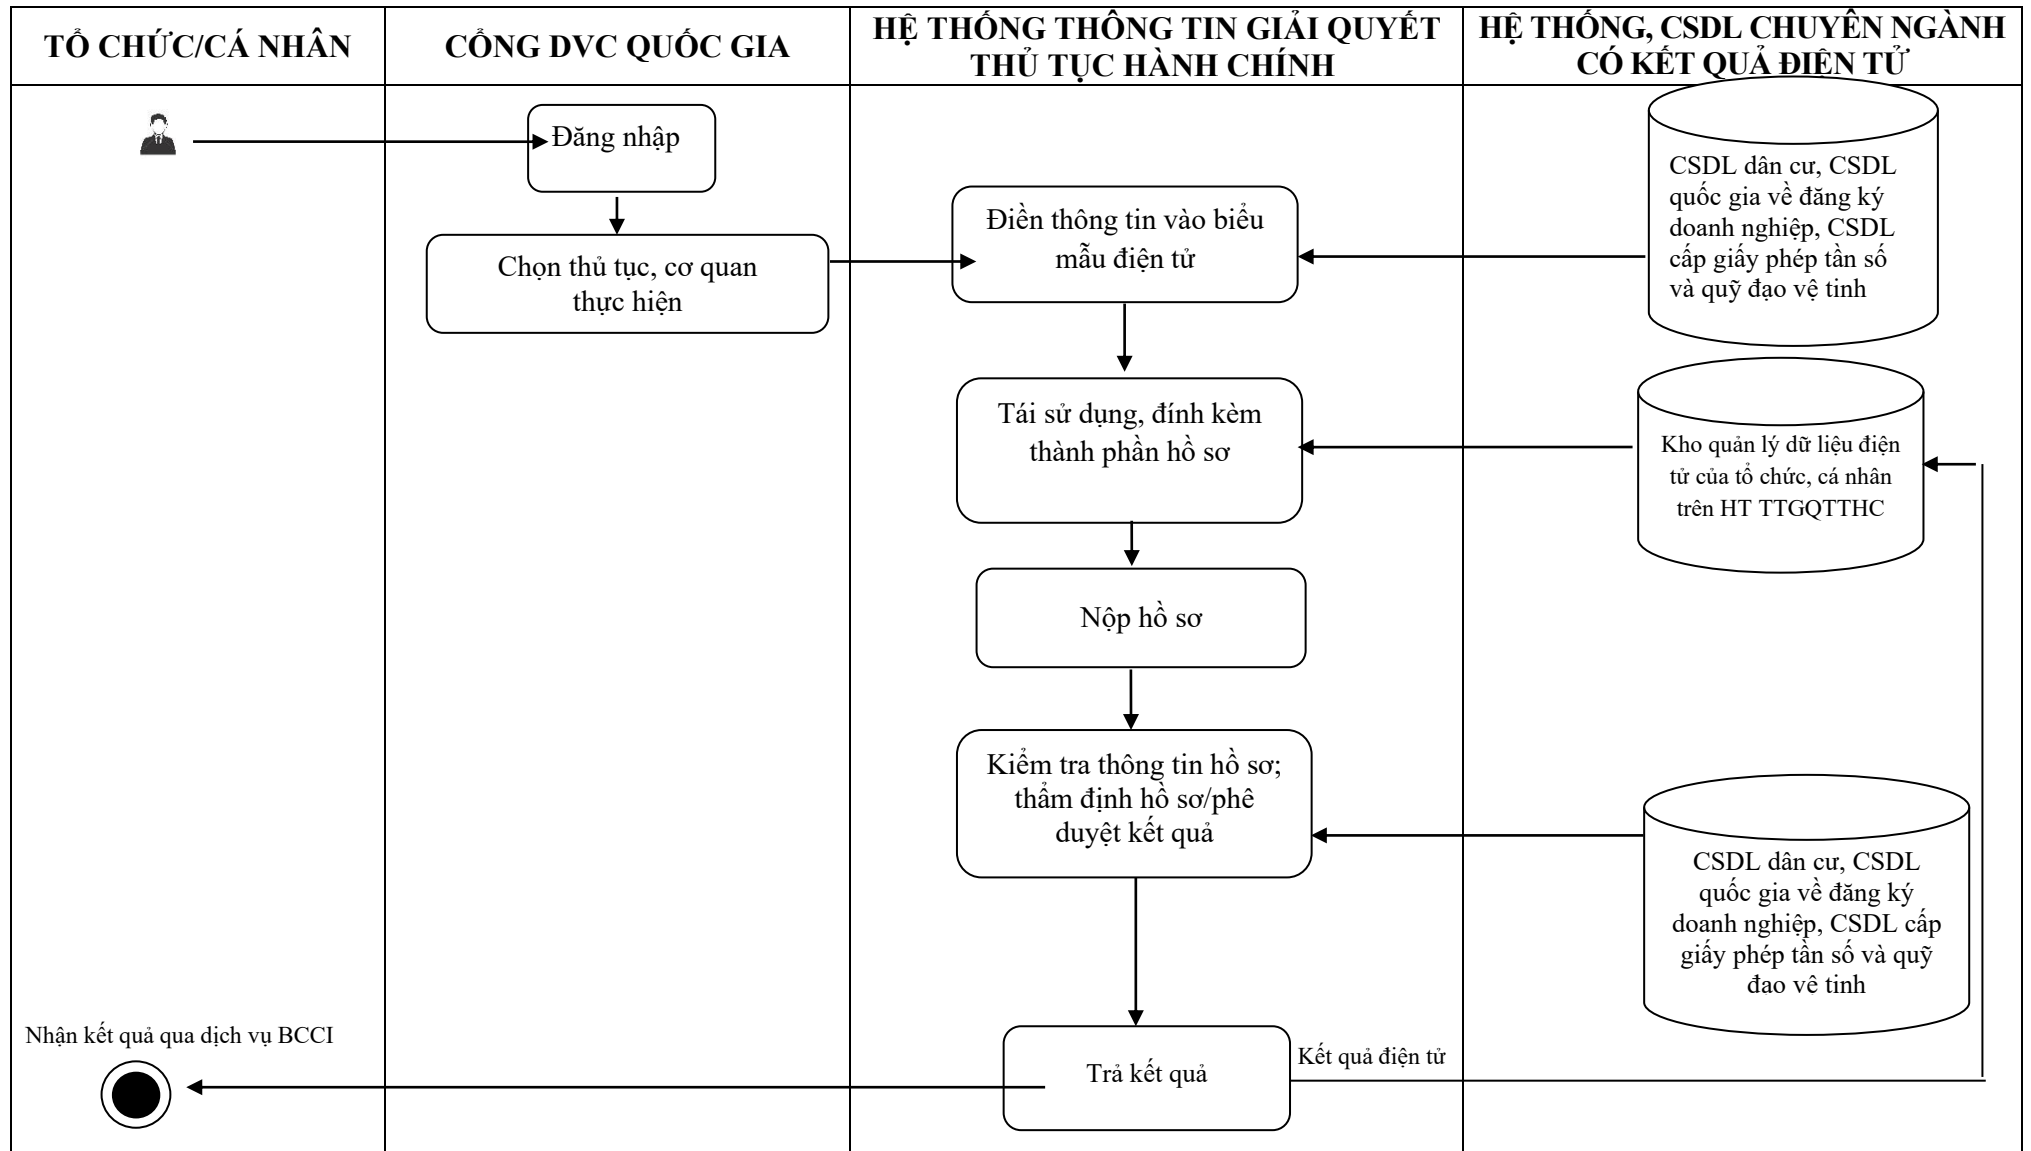 TỔ CHỨC/CÁ NHÂN
CỔNG DVC QUỐC GIA
HỆ THỐNG THÔNG TIN GIẢI QUYẾT
THỦ TỤC HÀNH CHÍNH
HỆ THỐNG, CSDL CHUYÊN NGÀNH
CÓ KẾT QUẢ ĐIỆN TỬ
Đăng nhập
Chọn thủ tục, cơ quan
thực hiện
Điền thông tin vào biểu
mẫu điện tử
CSDL dân cư, CSDL
quốc gia về đăng ký
doanh nghiệp, CSDL
cấp giấy phép tần số
và quỹ đạo vệ tinh
Tái sử dụng, đính kèm
thành phần hồ sơ
Kho quản lý dữ liệu điện
tử của tổ chức, cá nhân
trên HT TTGQTTHC
Nộp hồ sơ
Kiểm tra thông tin hồ sơ;
thẩm định hồ sơ/phê
duyệt kết quả
CSDL dân cư, CSDL
quốc gia về đăng ký
doanh nghiệp, CSDL cấp
giấy phép tần số và quỹ
đao vê tinh
Nhận kết quả qua dịch vụ BCCI
Trả kết quả
Kết quả điện tử